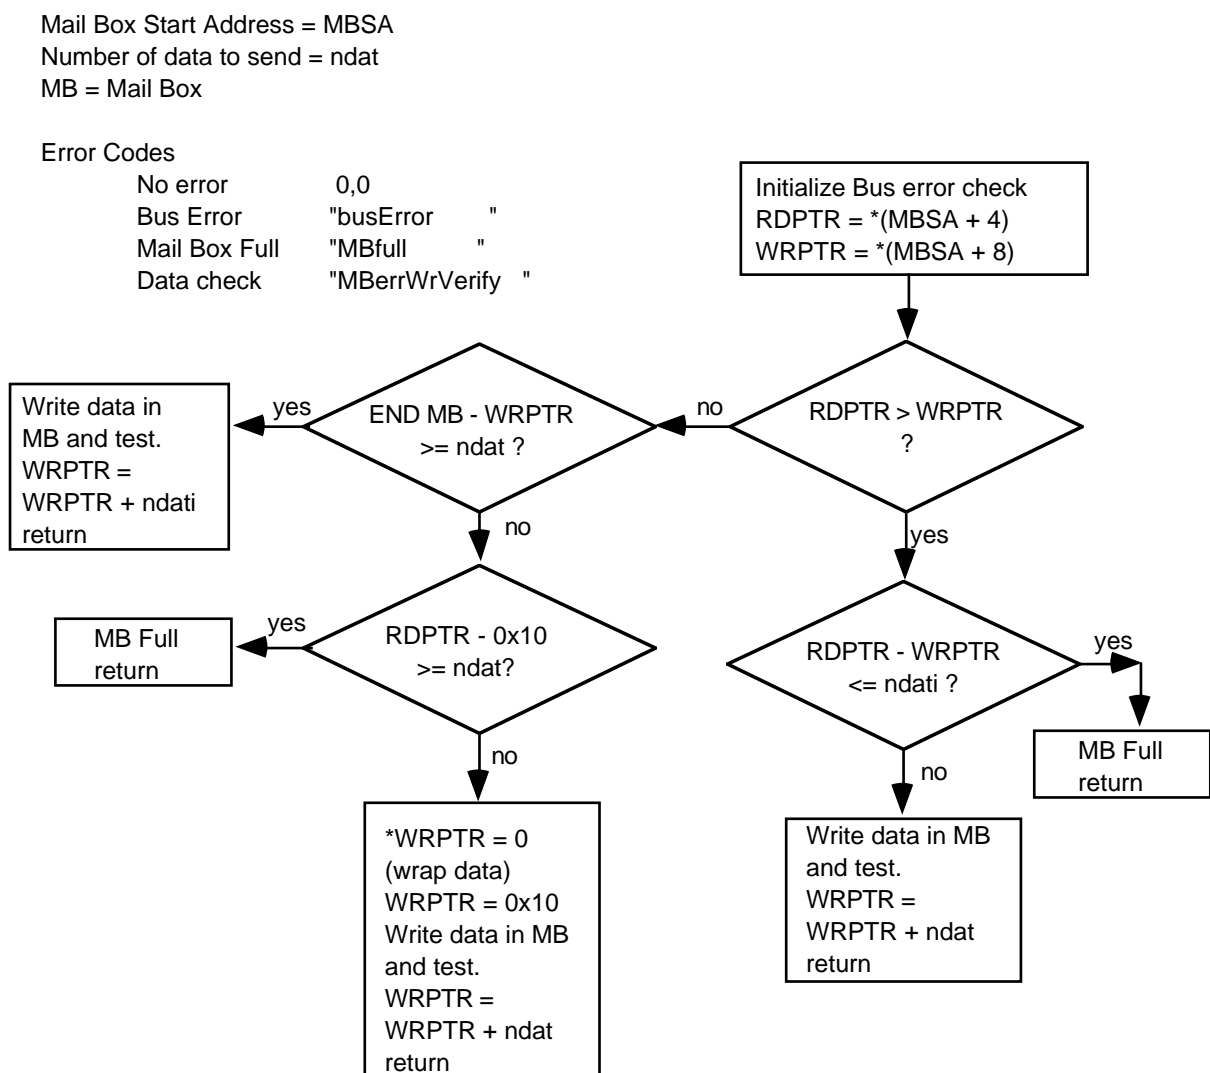 Mail Box Start Address = MBSA
Number of data to send = ndat
MB = Mail Box
Error Codes
No error 0,0
Bus Error "busError "
Mail Box Full "MBfull "
Data check "MBerrWrVerify "
Initialize Bus error check
RDPTR = *(MBSA + 4)
WRPTR = *(MBSA + 8)
RDPTR > WRPTR
?
no
yes
END MB - WRPTR
>= ndat ?
yes
no
Write data in
MB and test.
WRPTR =
WRPTR + ndati
return
RDPTR - 0x10
>= ndat?
yes
no
MB Full
return
*WRPTR = 0
(wrap data)
WRPTR = 0x10
Write data in MB
and test.
WRPTR =
WRPTR + ndat
return
RDPTR - WRPTR
<= ndati ?
yes
no
MB Full
return
Write data in MB
and test.
WRPTR =
WRPTR + ndat
return